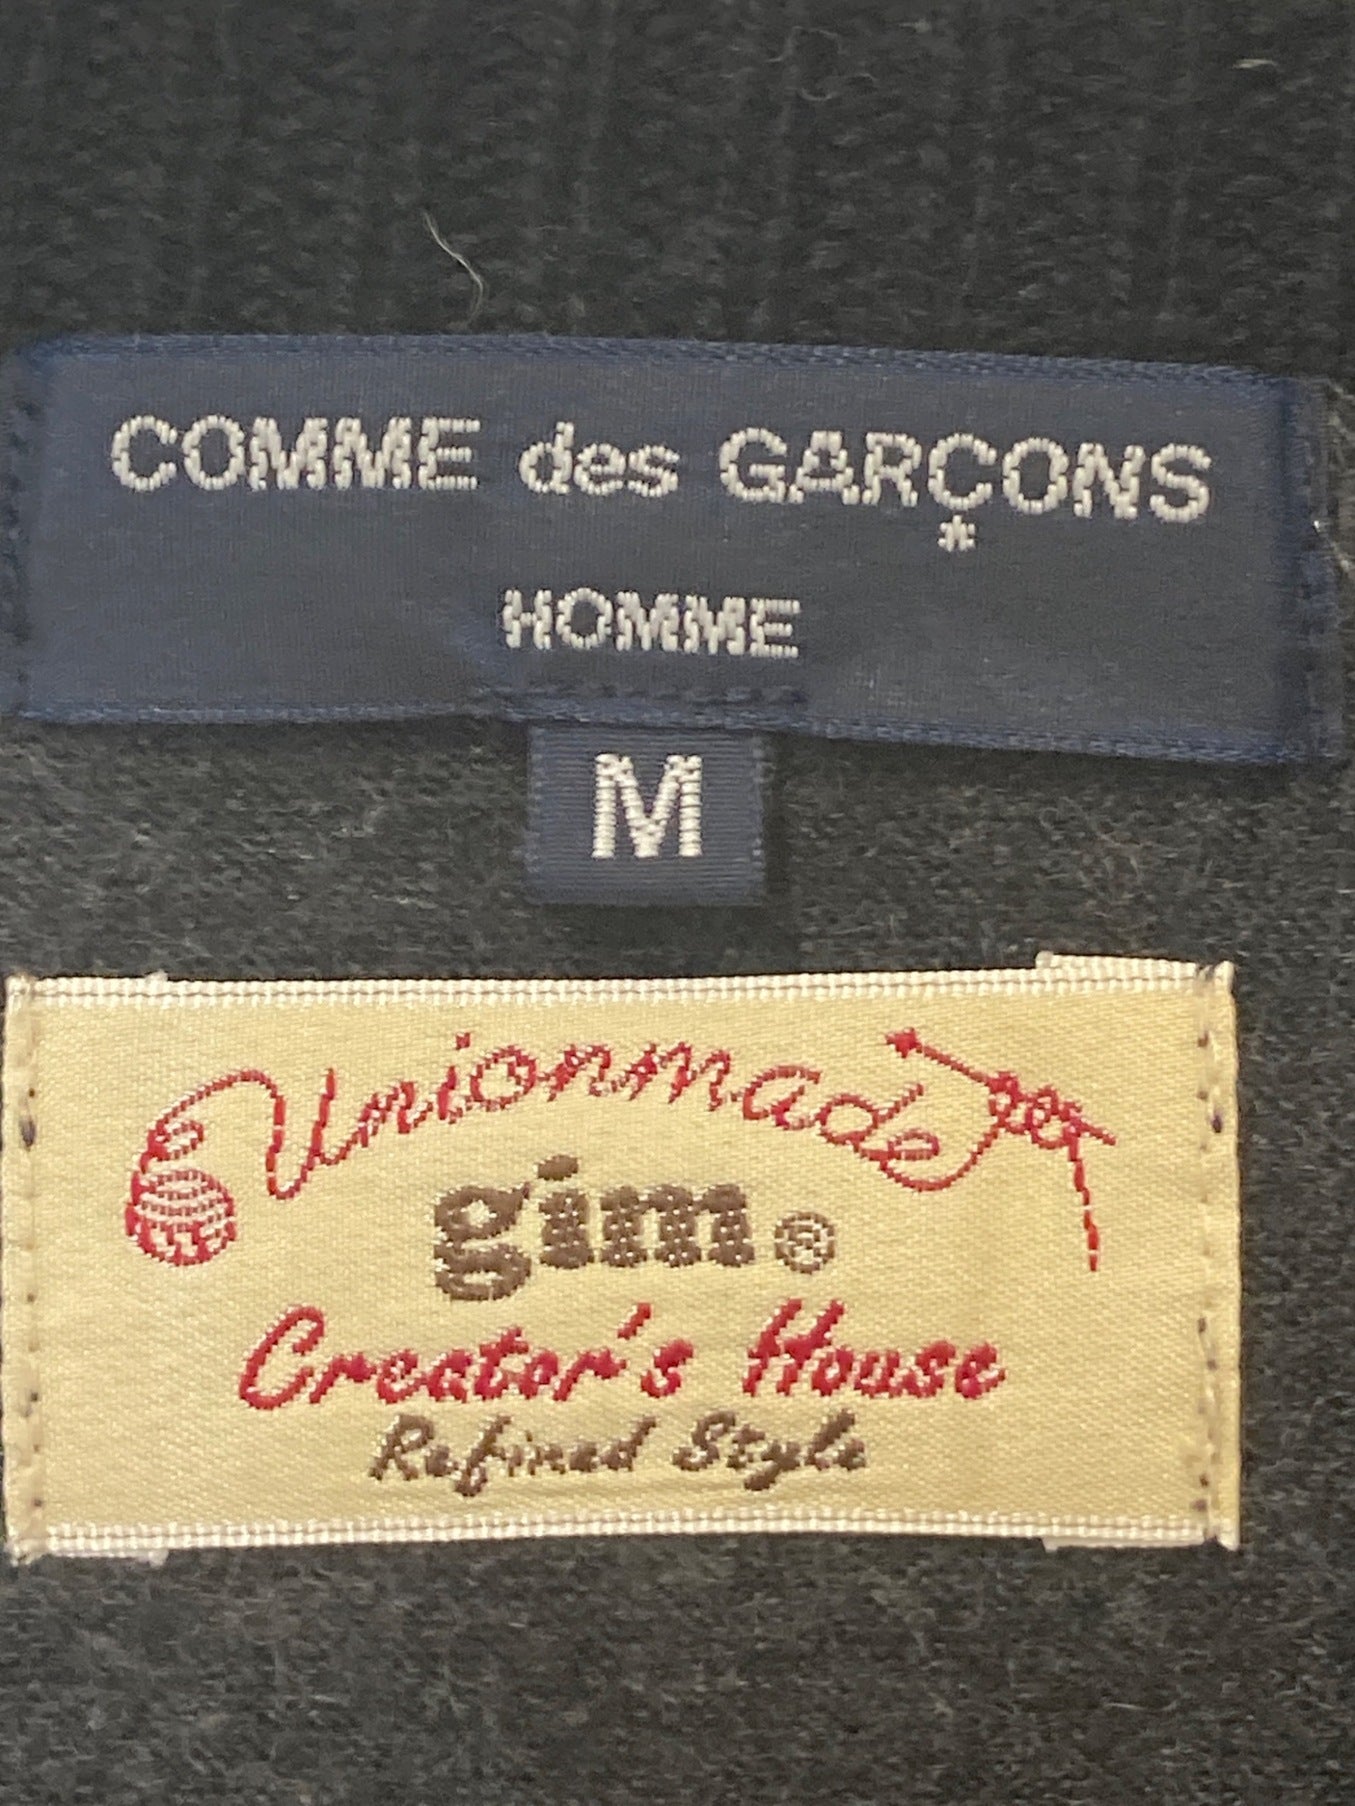 COMME des GARÇONS
*
HOMME
M
Unionmade
gim®
Creator's House
Refined Style